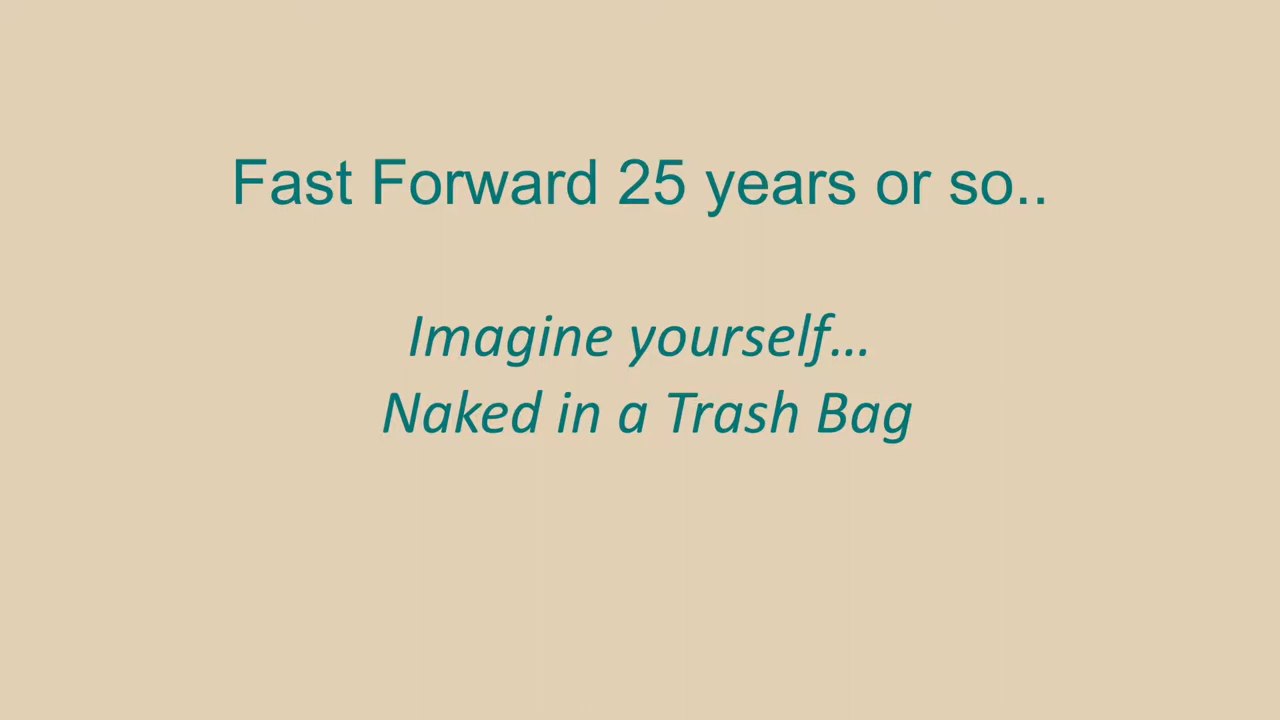 Fast Forward 25 years or so..
Imagine yourself…
Naked in a Trash Bag